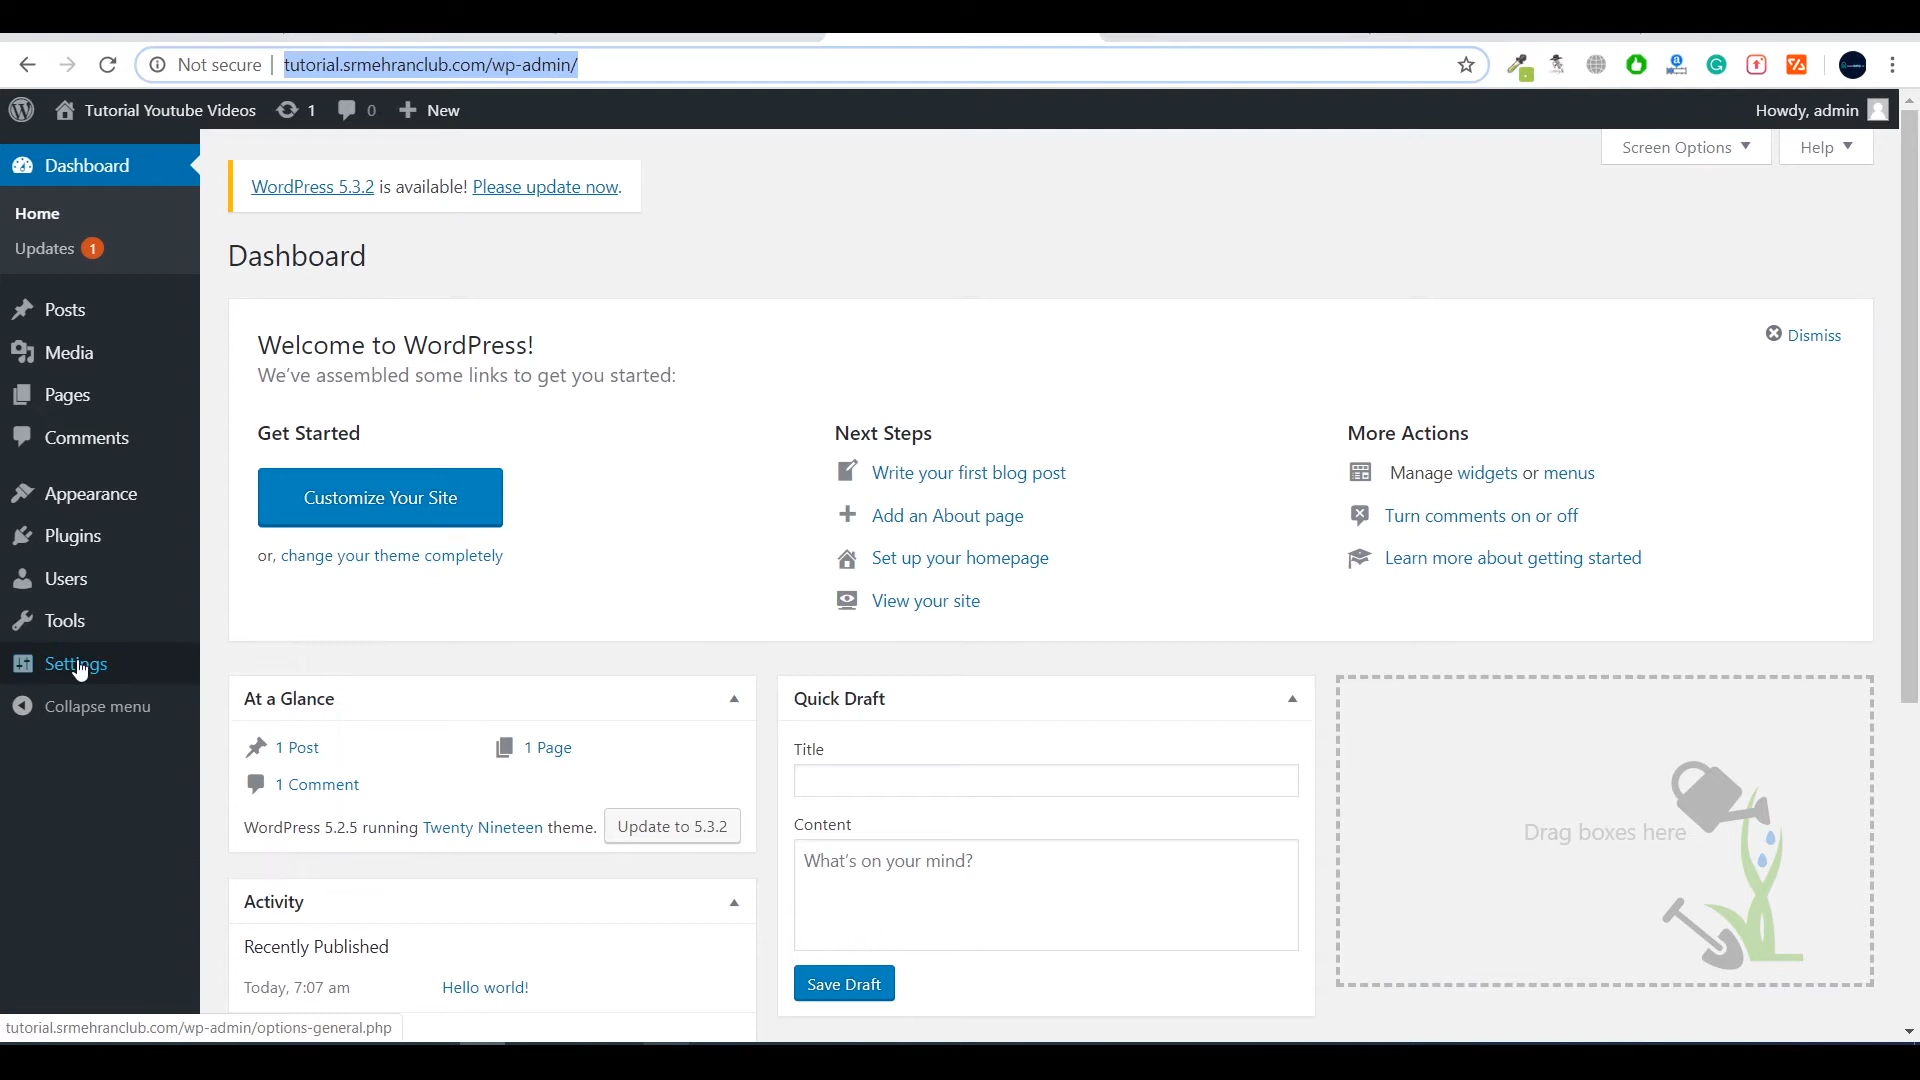 Not secure | tutorial.srmehranclub.com/wp-admin/
Tutorial Youtube Videos 1 0 New
Howdy, admin
Dashboard
Home
Updates 1
Posts
Media
Pages
Comments
Appearance
Plugins
Users
Tools
Settings
Collapse menu
Screen Options Help
WordPress 5.3.2 is available! Please update now.
Dashboard
Welcome to WordPress!
Dismiss
We've assembled some links to get you started:
Get Started
Customize Your Site
or, change your theme completely
Next Steps
Write your first blog post
Add an About page
Set up your homepage
View your site
More Actions
Manage widgets or menus
Turn comments on or off
Learn more about getting started
At a Glance
1 Post 1 Page
1 Comment
WordPress 5.2.5 running Twenty Nineteen theme. Update to 5.3.2
Activity
Recently Published
Today, 7:07 am Hello world!
Quick Draft
Title
Content
What's on your mind?
Save Draft
Drag boxes here
tutorial.srmehranclub.com/wp-admin/options-general.php